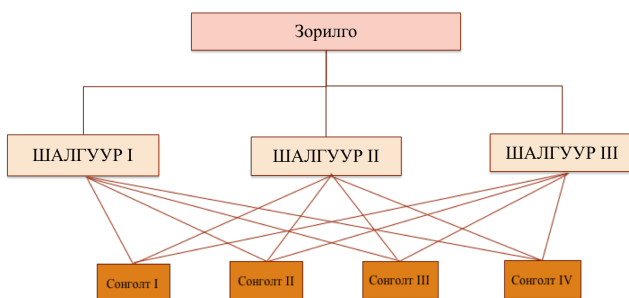 Зорилго
ШАЛГУУР I
ШАЛГУУР II
ШАЛГУУР III
Сонголт I
Сонголт II
Сонголт III
Сонголт IV